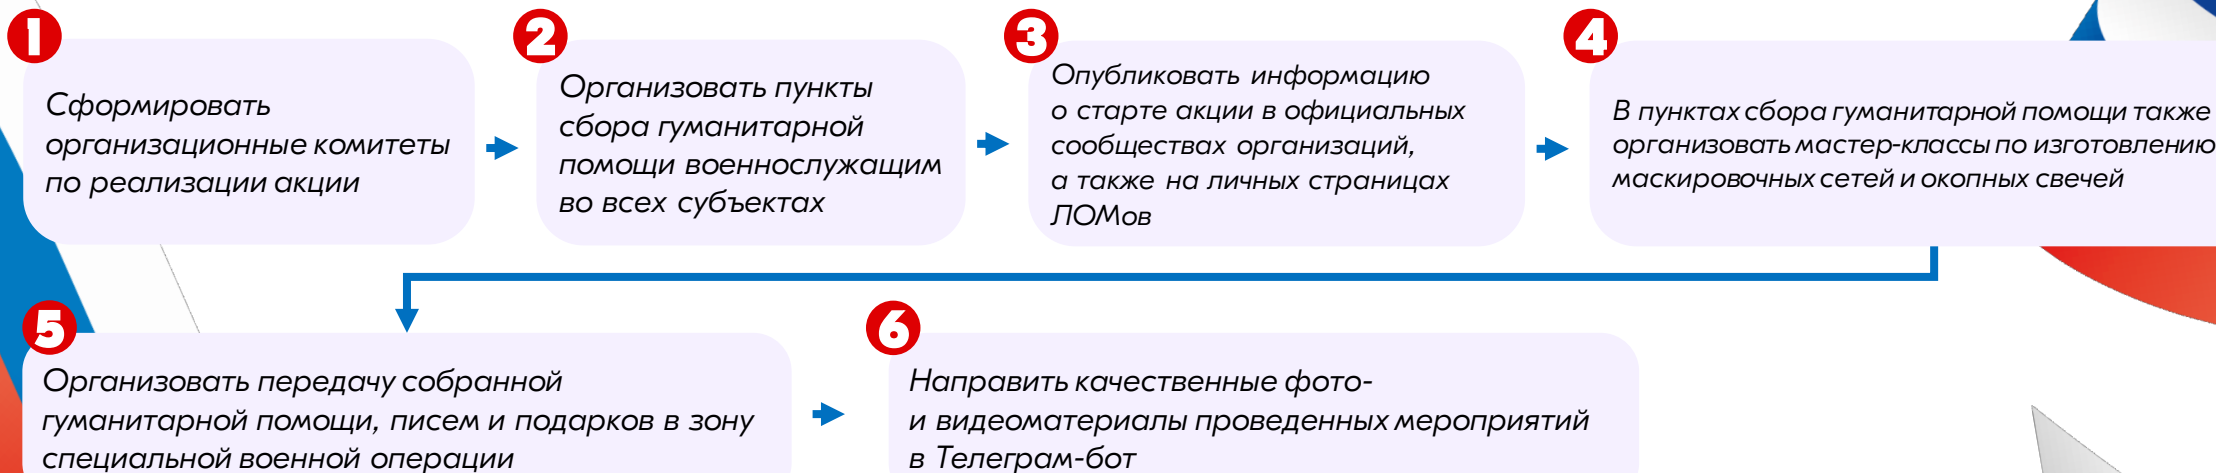 1
Сформировать
организационные комитеты
по реализации акции
2
Организовать пункты
сбора гуманитарной
помощи военнослужащим
во всех субъектах
3
Опубликовать информацию
о старте акции в официальных
сообществах организаций,
а также на личных страницах
ЛОМов
4
В пунктах сбора гуманитарной помощи также
организовать мастер-классы по изготовлению
маскировочных сетей и окопных свечей
5
Организовать передачу собранной
гуманитарной помощи, писем и подарков в зону
специальной военной операции
6
Направить качественные фото-
и видеоматериалы проведенных мероприятий
в Телеграм-бот